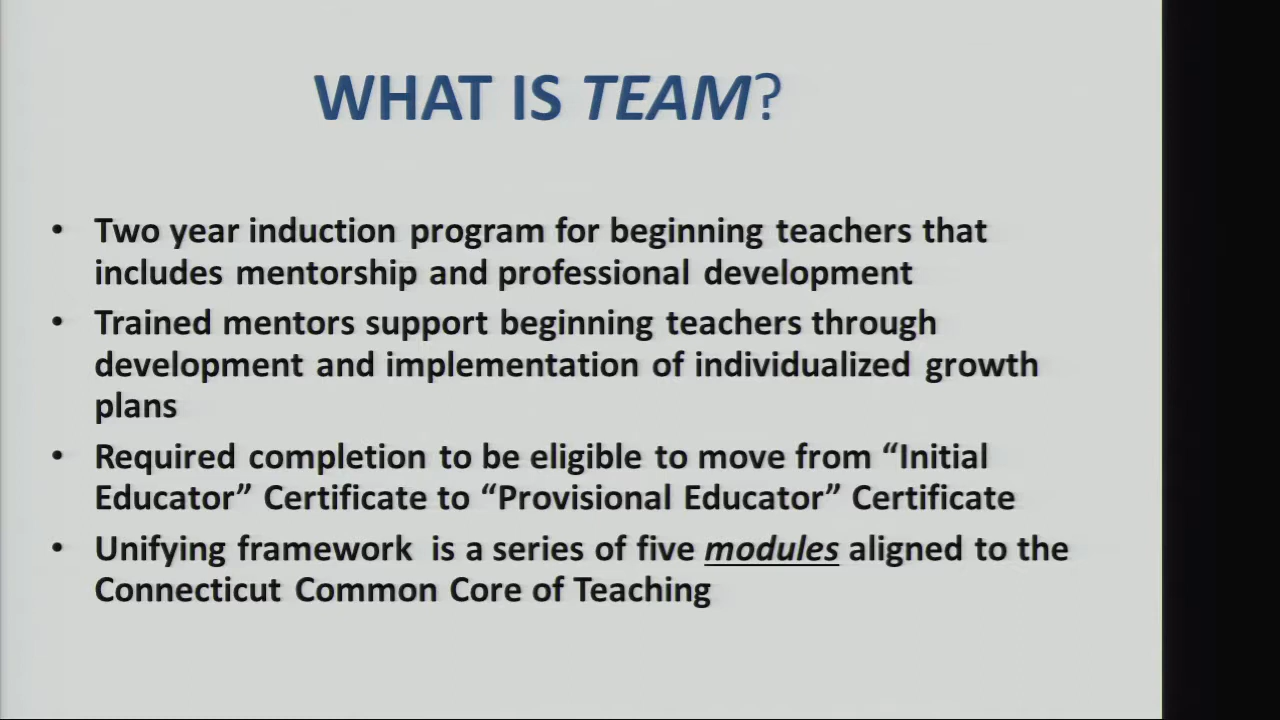 WHAT IS TEAM?
• Two year induction program for beginning teachers that
includes mentorship and professional development
• Trained mentors support beginning teachers through
development and implementation of individualized growth
plans
• Required completion to be eligible to move from “Initial
Educator” Certificate to “Provisional Educator” Certificate
• Unifying framework is a series of five modules aligned to the
Connecticut Common Core of Teaching